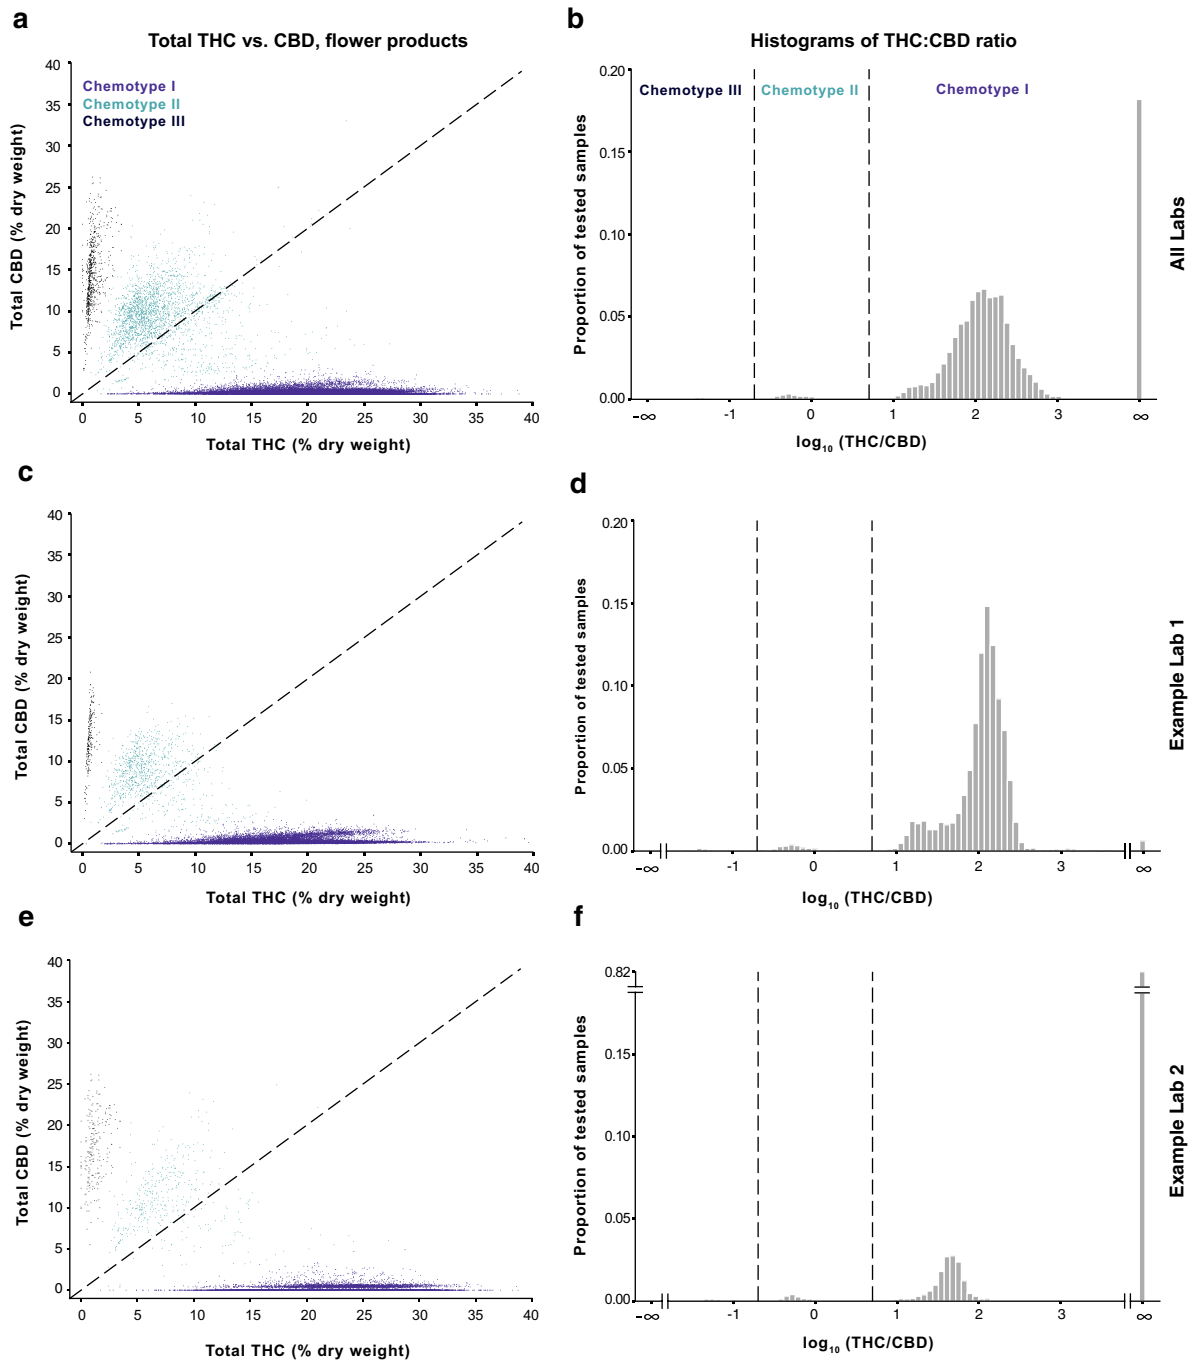 a
Total THC vs. CBD, flower products
40
35
30
25
20
15
10
5
0
Total CBD (% dry weight)
Chemotype I
Chemotype II
Chemotype III
0 5 10 15 20 25 30 35 40
Total THC (% dry weight)
b
Histograms of THC:CBD ratio
0.20
0.15
0.10
0.05
0.00
Proportion of tested samples
Chemotype III Chemotype II Chemotype I
-∞ -1 0 1 2 3 ∞
log10 (THC/CBD)
All Labs
c
40
35
30
25
20
15
10
5
0
Total CBD (% dry weight)
0 5 10 15 20 25 30 35 40
Total THC (% dry weight)
d
0.20
0.15
0.10
0.05
0.00
Proportion of tested samples
-∞ -1 0 1 2 3 ∞
log10 (THC/CBD)
Example Lab 1
e
40
35
30
25
20
15
10
5
0
Total CBD (% dry weight)
0 5 10 15 20 25 30 35 40
Total THC (% dry weight)
f
0.82
0.15
0.10
0.05
0.00
Proportion of tested samples
-∞ -1 0 1 2 3 ∞
log10 (THC/CBD)
Example Lab 2